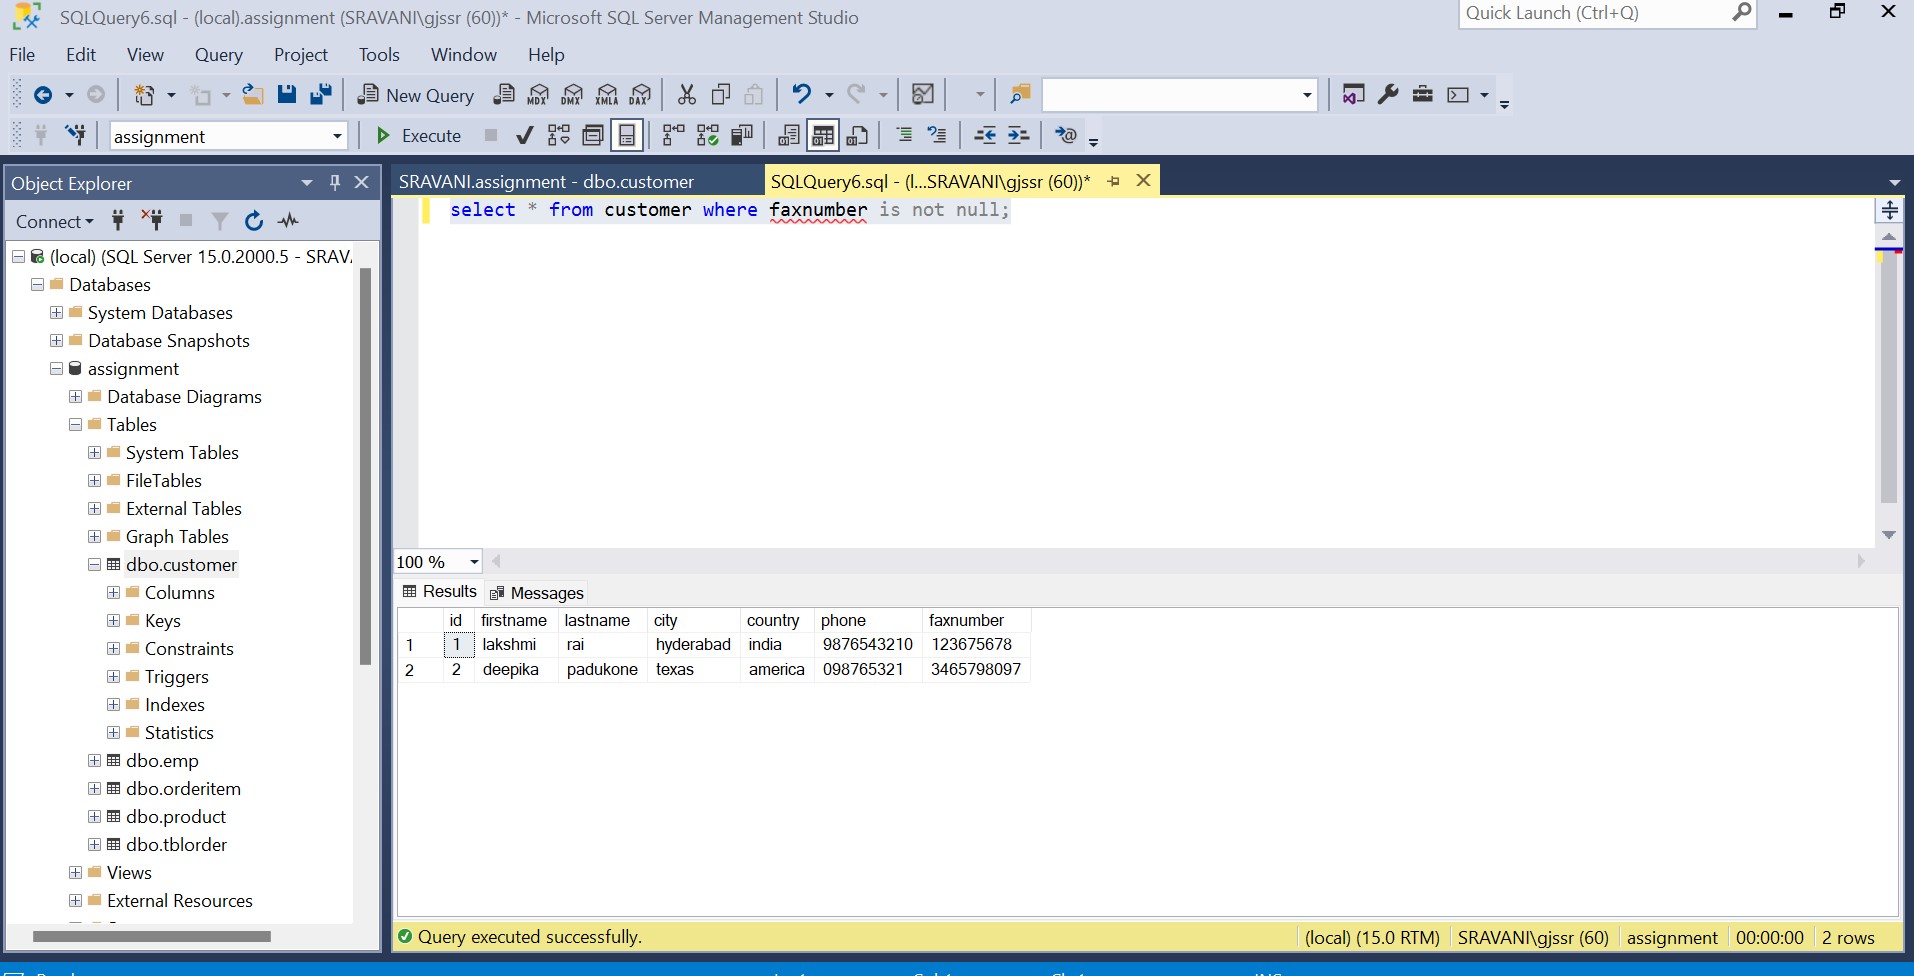 SQLQuery6.sql - (local).assignment (SRAVANI\gjssr (60))* - Microsoft SQL Server Management Studio
Quick Launch (Ctrl+Q)
File Edit View Query Project Tools Window Help
New Query MDX DMX XMLA DAX
assignment Execute
Object Explorer
SRAVANI.assignment - dbo.customer
SQLQuery6.sql - (l...SRAVANI\gjssr (60))*
Connect
select * from customer where faxnumber is not null;
(local) (SQL Server 15.0.2000.5 - SRAV
Databases
System Databases
Database Snapshots
assignment
Database Diagrams
Tables
System Tables
FileTables
External Tables
Graph Tables
dbo.customer
Columns
Keys
Constraints
Triggers
Indexes
Statistics
dbo.emp
dbo.orderitem
dbo.product
dbo.tblorder
Views
External Resources
100 %
Results Messages
id firstname lastname city country phone faxnumber
1 1 lakshmi rai hyderabad india 9876543210 123675678
2 2 deepika padukone texas america 098765321 3465798097
Query executed successfully.
(local) (15.0 RTM) SRAVANI\gjssr (60) assignment 00:00:00 2 rows